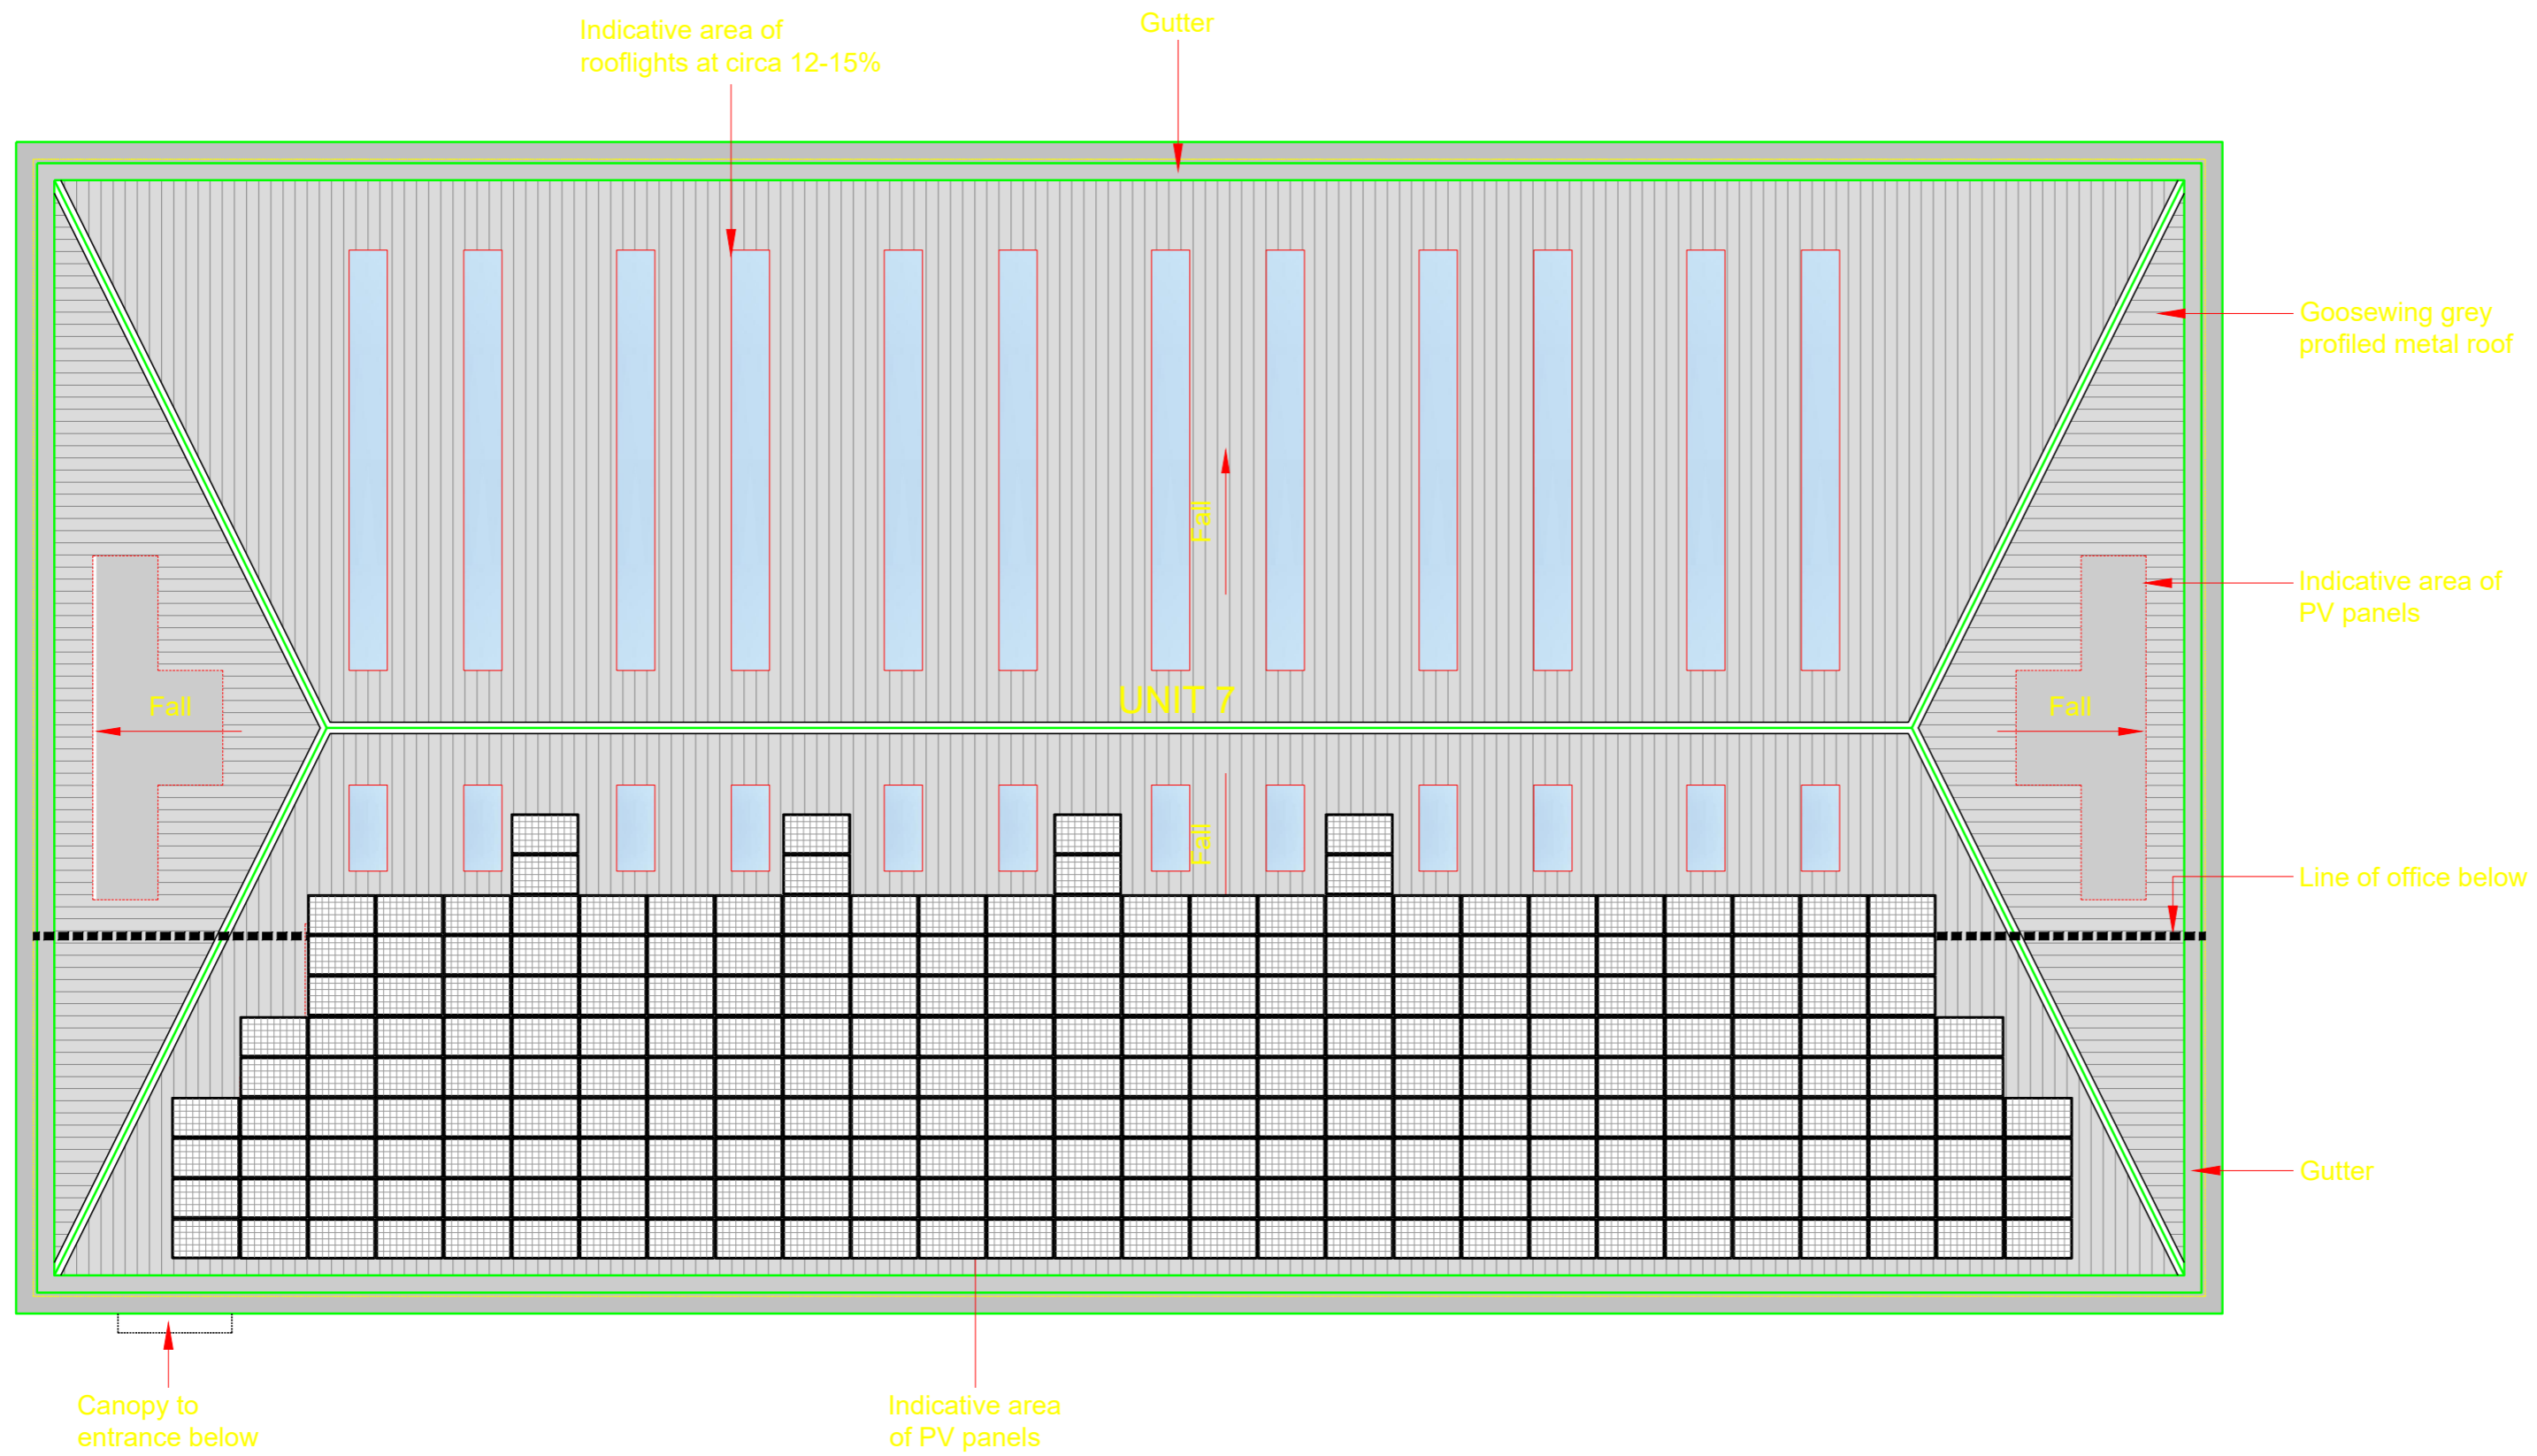 Indicative area of
rooflights at circa 12-15%
Gutter
Goosewing grey
profiled metal roof
Fall
Indicative area of
PV panels
UNIT 7
Fall
Fall
Fall
Line of office below
Gutter
Canopy to
entrance below
Indicative area
of PV panels